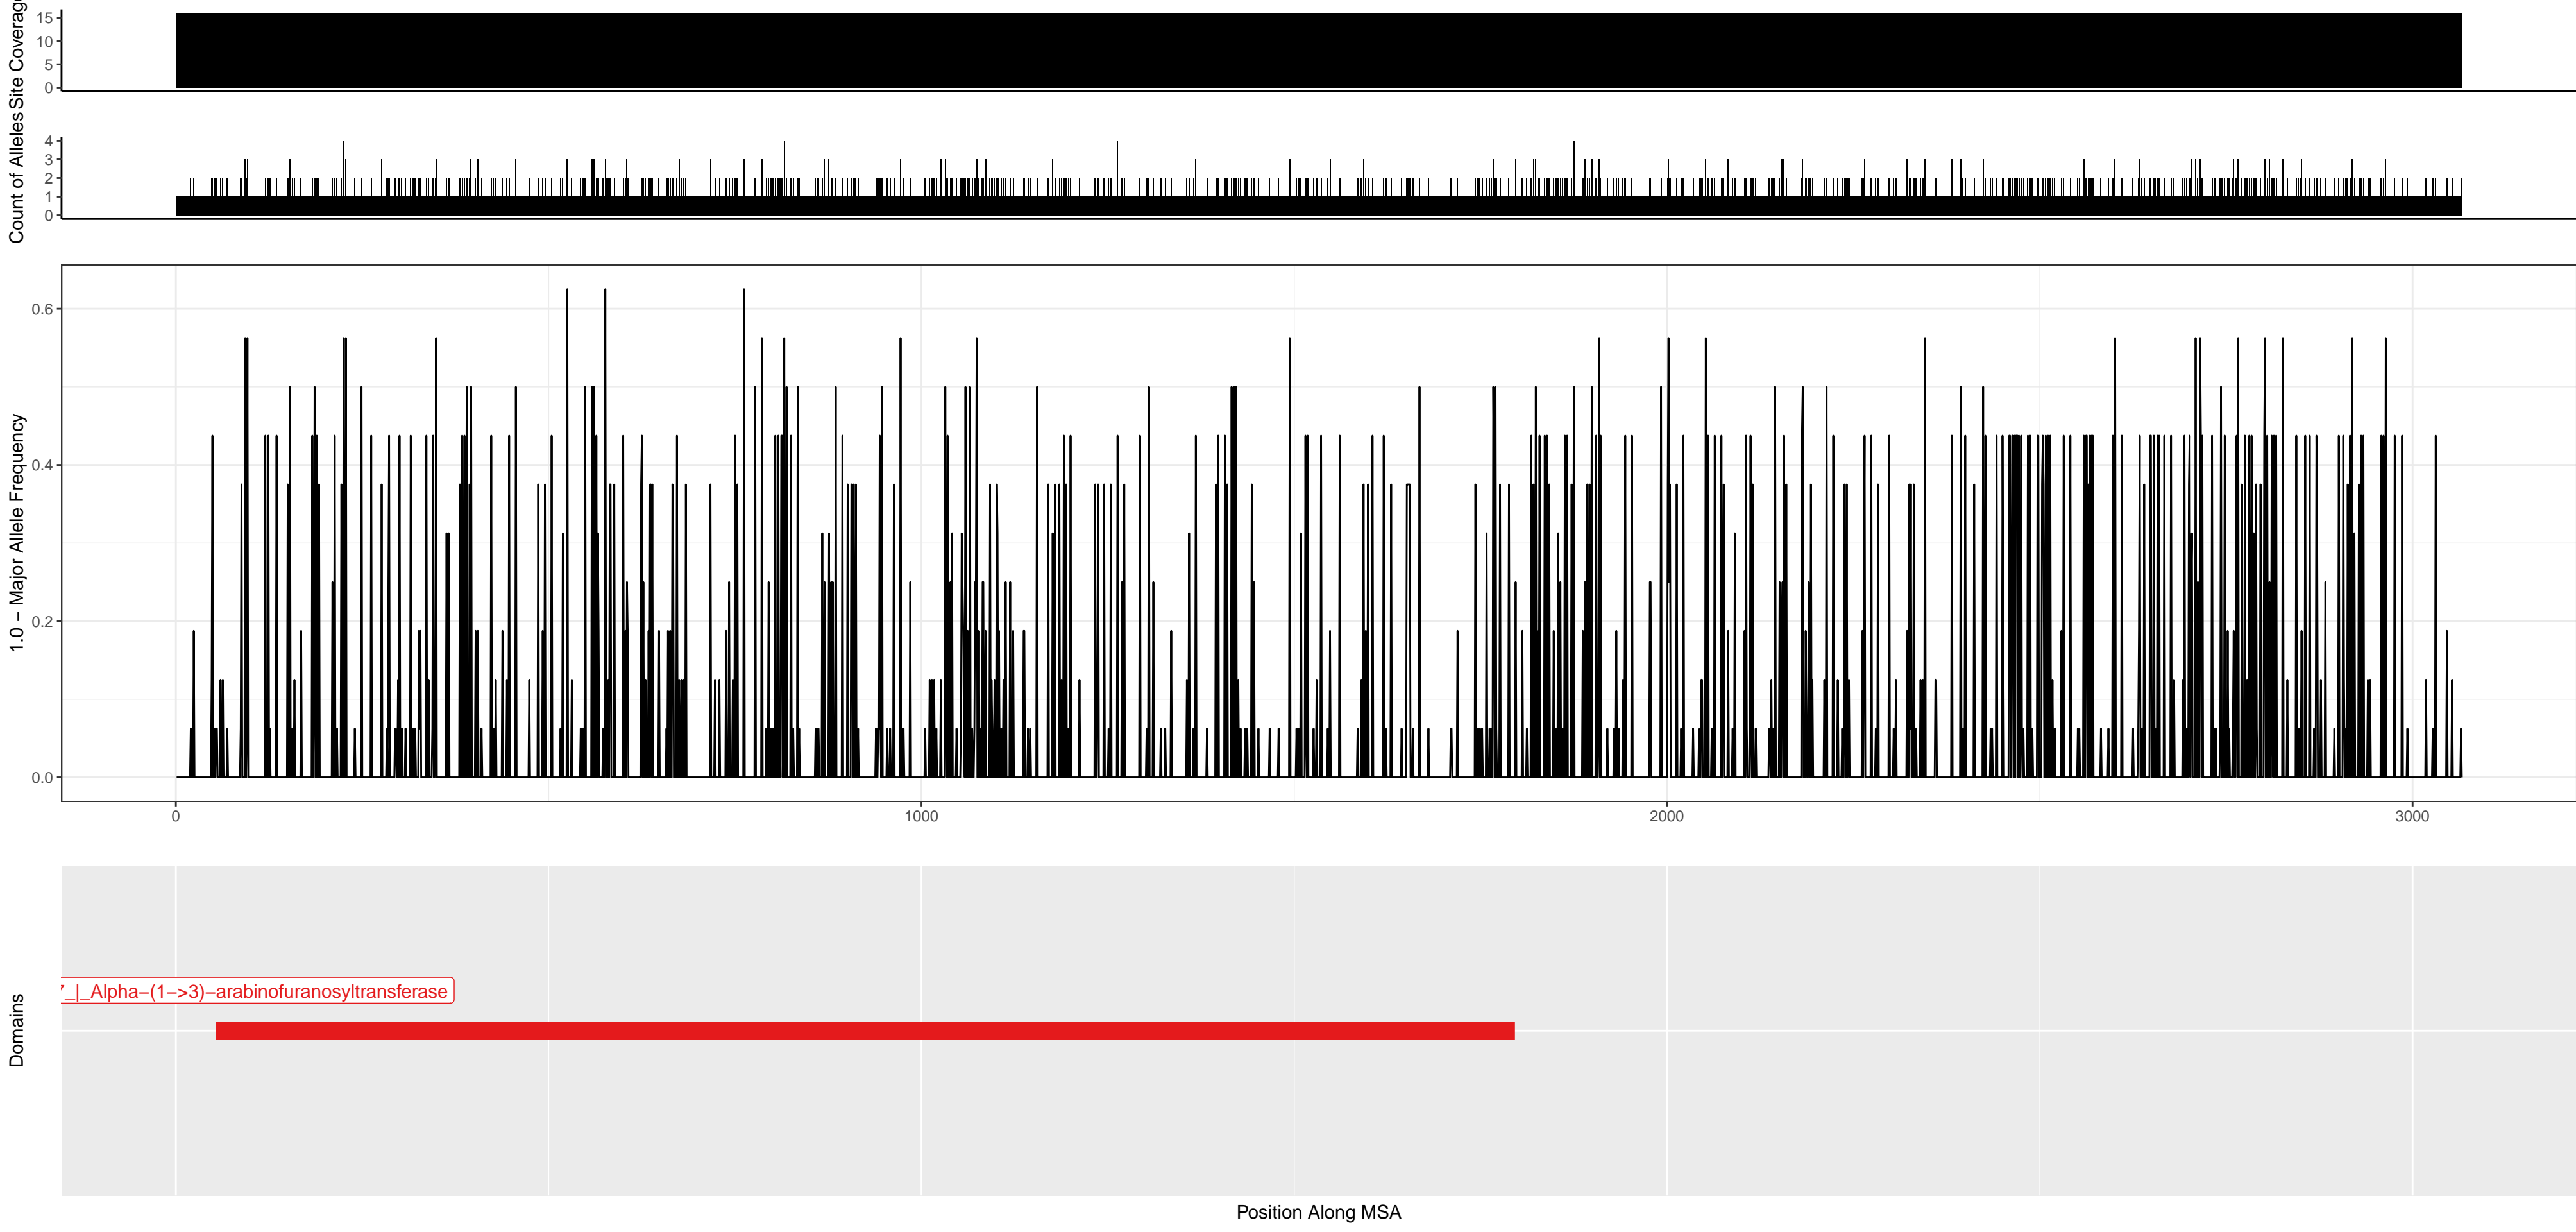 Site Coverage
15
10
5
0
Count of Alleles
4
3
2
1
0
1.0 − Major Allele Frequency
0.6
0.4
0.2
0.0
0
1000
2000
3000
Domains
_|_Alpha−(1−>3)−arabinofuranosyltransferase
Position Along MSA